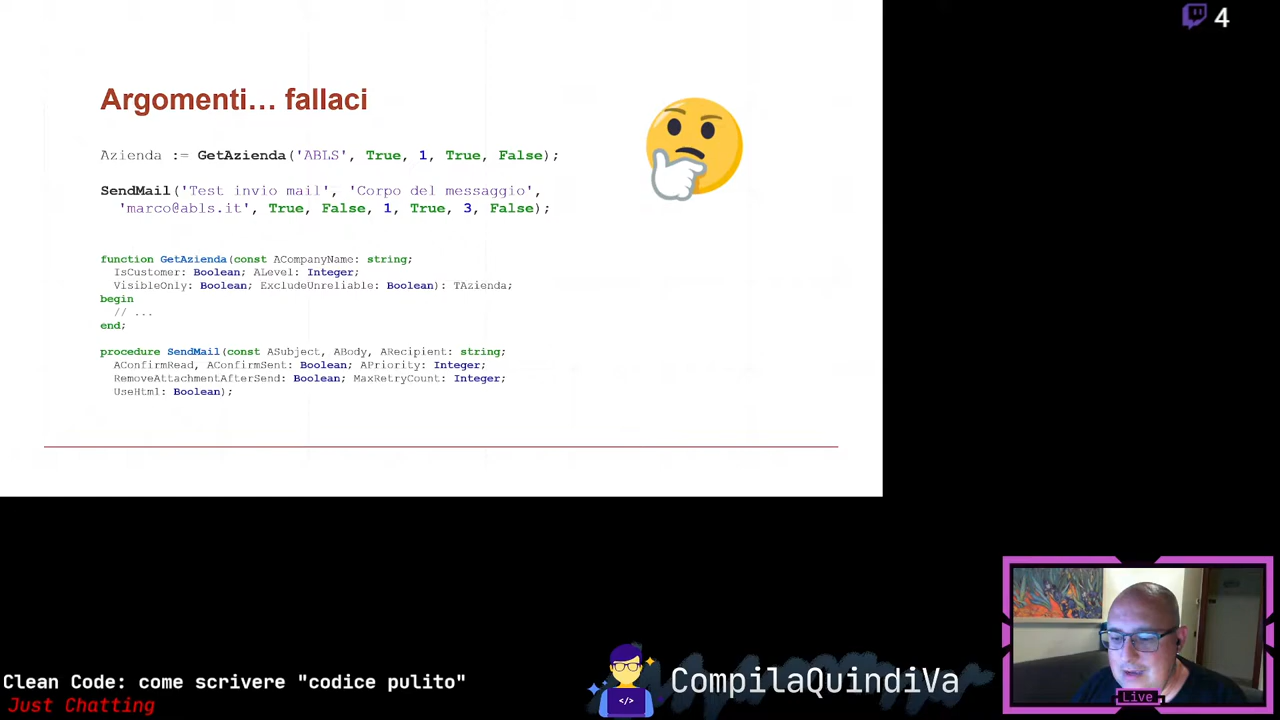 4
Argomenti... fallaci
Azienda := GetAzienda('ABLS', True, 1, True, False);
SendMail('Test invio mail', 'Corpo del messaggio',
'marco@abls.it', True, False, 1, True, 3, False);
function GetAzienda(const ACompanyName: string;
IsCustomer: Boolean; ALevel: Integer;
VisibleOnly: Boolean; ExcludeUnreliable: Boolean): TAzienda;
begin
// ...
end;
procedure SendMail(const ASubject, ABody, ARecipient: string;
AConfirmRead, AConfirmSent: Boolean; APriority: Integer;
RemoveAttachmentAfterSend: Boolean; MaxRetryCount: Integer;
UseHtml: Boolean);
Clean Code: come scrivere "codice pulito"
Just Chatting
</>
CompilaQuindiVa
Live